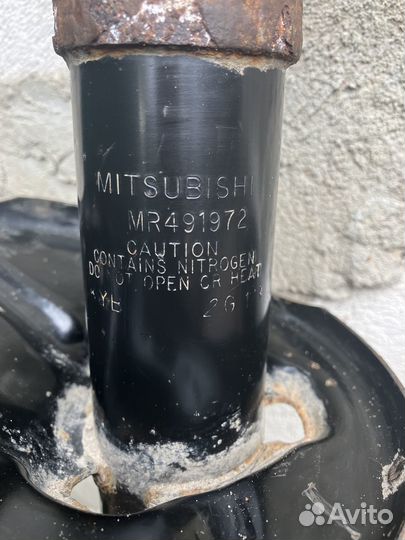 MITSUBISHI
MR491972
CAUTION
CONTAINS NITROGEN
DO NOT OPEN OR HEAT
Avito